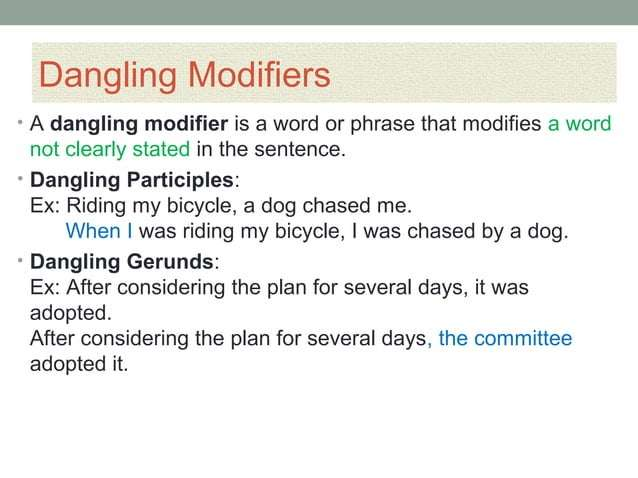 Dangling Modifiers
• A dangling modifier is a word or phrase that modifies a word
not clearly stated in the sentence.
• Dangling Participles:
Ex: Riding my bicycle, a dog chased me.
When I was riding my bicycle, I was chased by a dog.
• Dangling Gerunds:
Ex: After considering the plan for several days, it was
adopted.
After considering the plan for several days, the committee
adopted it.